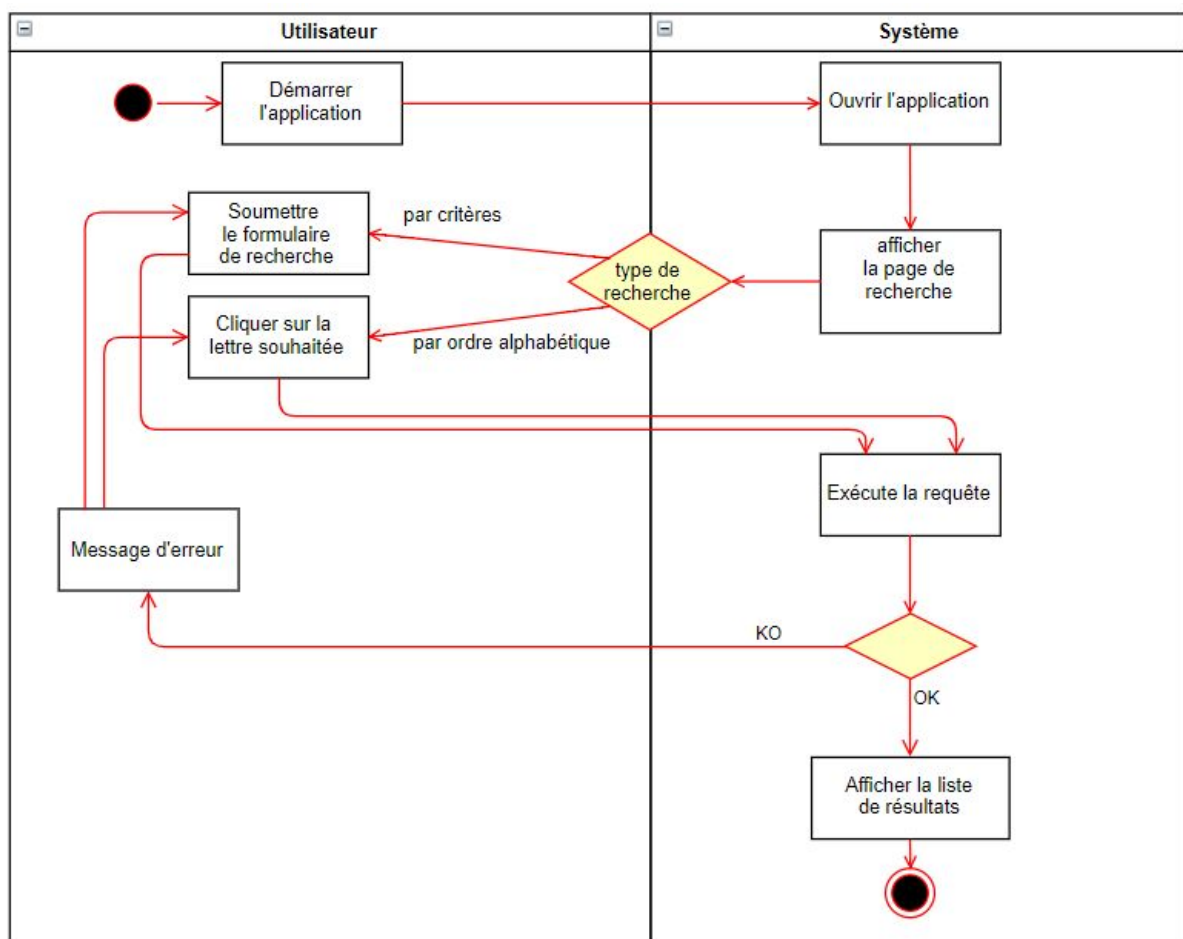 Utilisateur
Système
Démarrer
l'application
Ouvrir l'application
Soumettre
le formulaire
de recherche
par critères
type de
recherche
afficher
la page de
recherche
Cliquer sur la
lettre souhaitée
par ordre alphabétique
Exécute la requête
Message d'erreur
KO
OK
Afficher la liste
de résultats